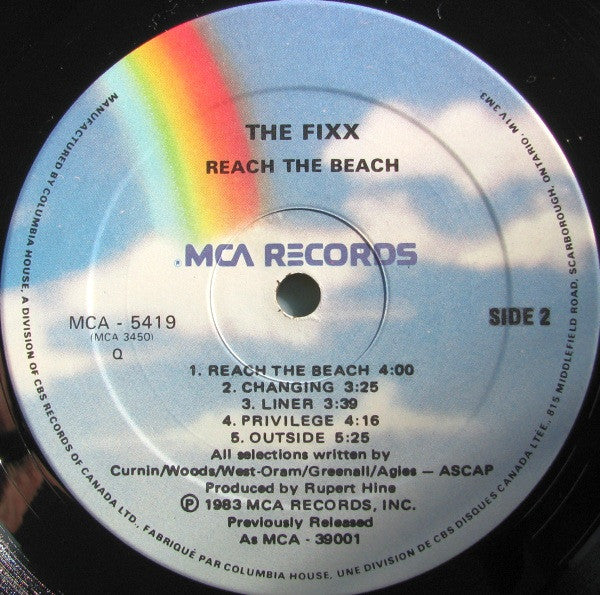 THE FIXX
REACH THE BEACH
®MCA RECORDS
MCA - 5419
(MCA 3450)
Q
SIDE 2
1. REACH THE BEACH 4:00
2. CHANGING 3:25
3. LINER 3:39
4. PRIVILEGE 4:16
5. OUTSIDE 5:25
All selections written by
Curnin/Woods/West-Oram/Greenall/Agies — ASCAP
Produced by Rupert Hine
Ⓟ 1983 MCA RECORDS, INC.
Previously Released
As MCA - 39001
MANUFACTURED BY COLUMBIA HOUSE, A DIVISION OF CBS RECORDS OF CANADA LTD., FABRIQUÉ PAR COLUMBIA HOUSE, UNE DIVISION DE CBS DISQUES CANADA LTÉE., 815 MIDDLEFIELD ROAD, SCARBOROUGH, ONTARIO. M1V 2M3